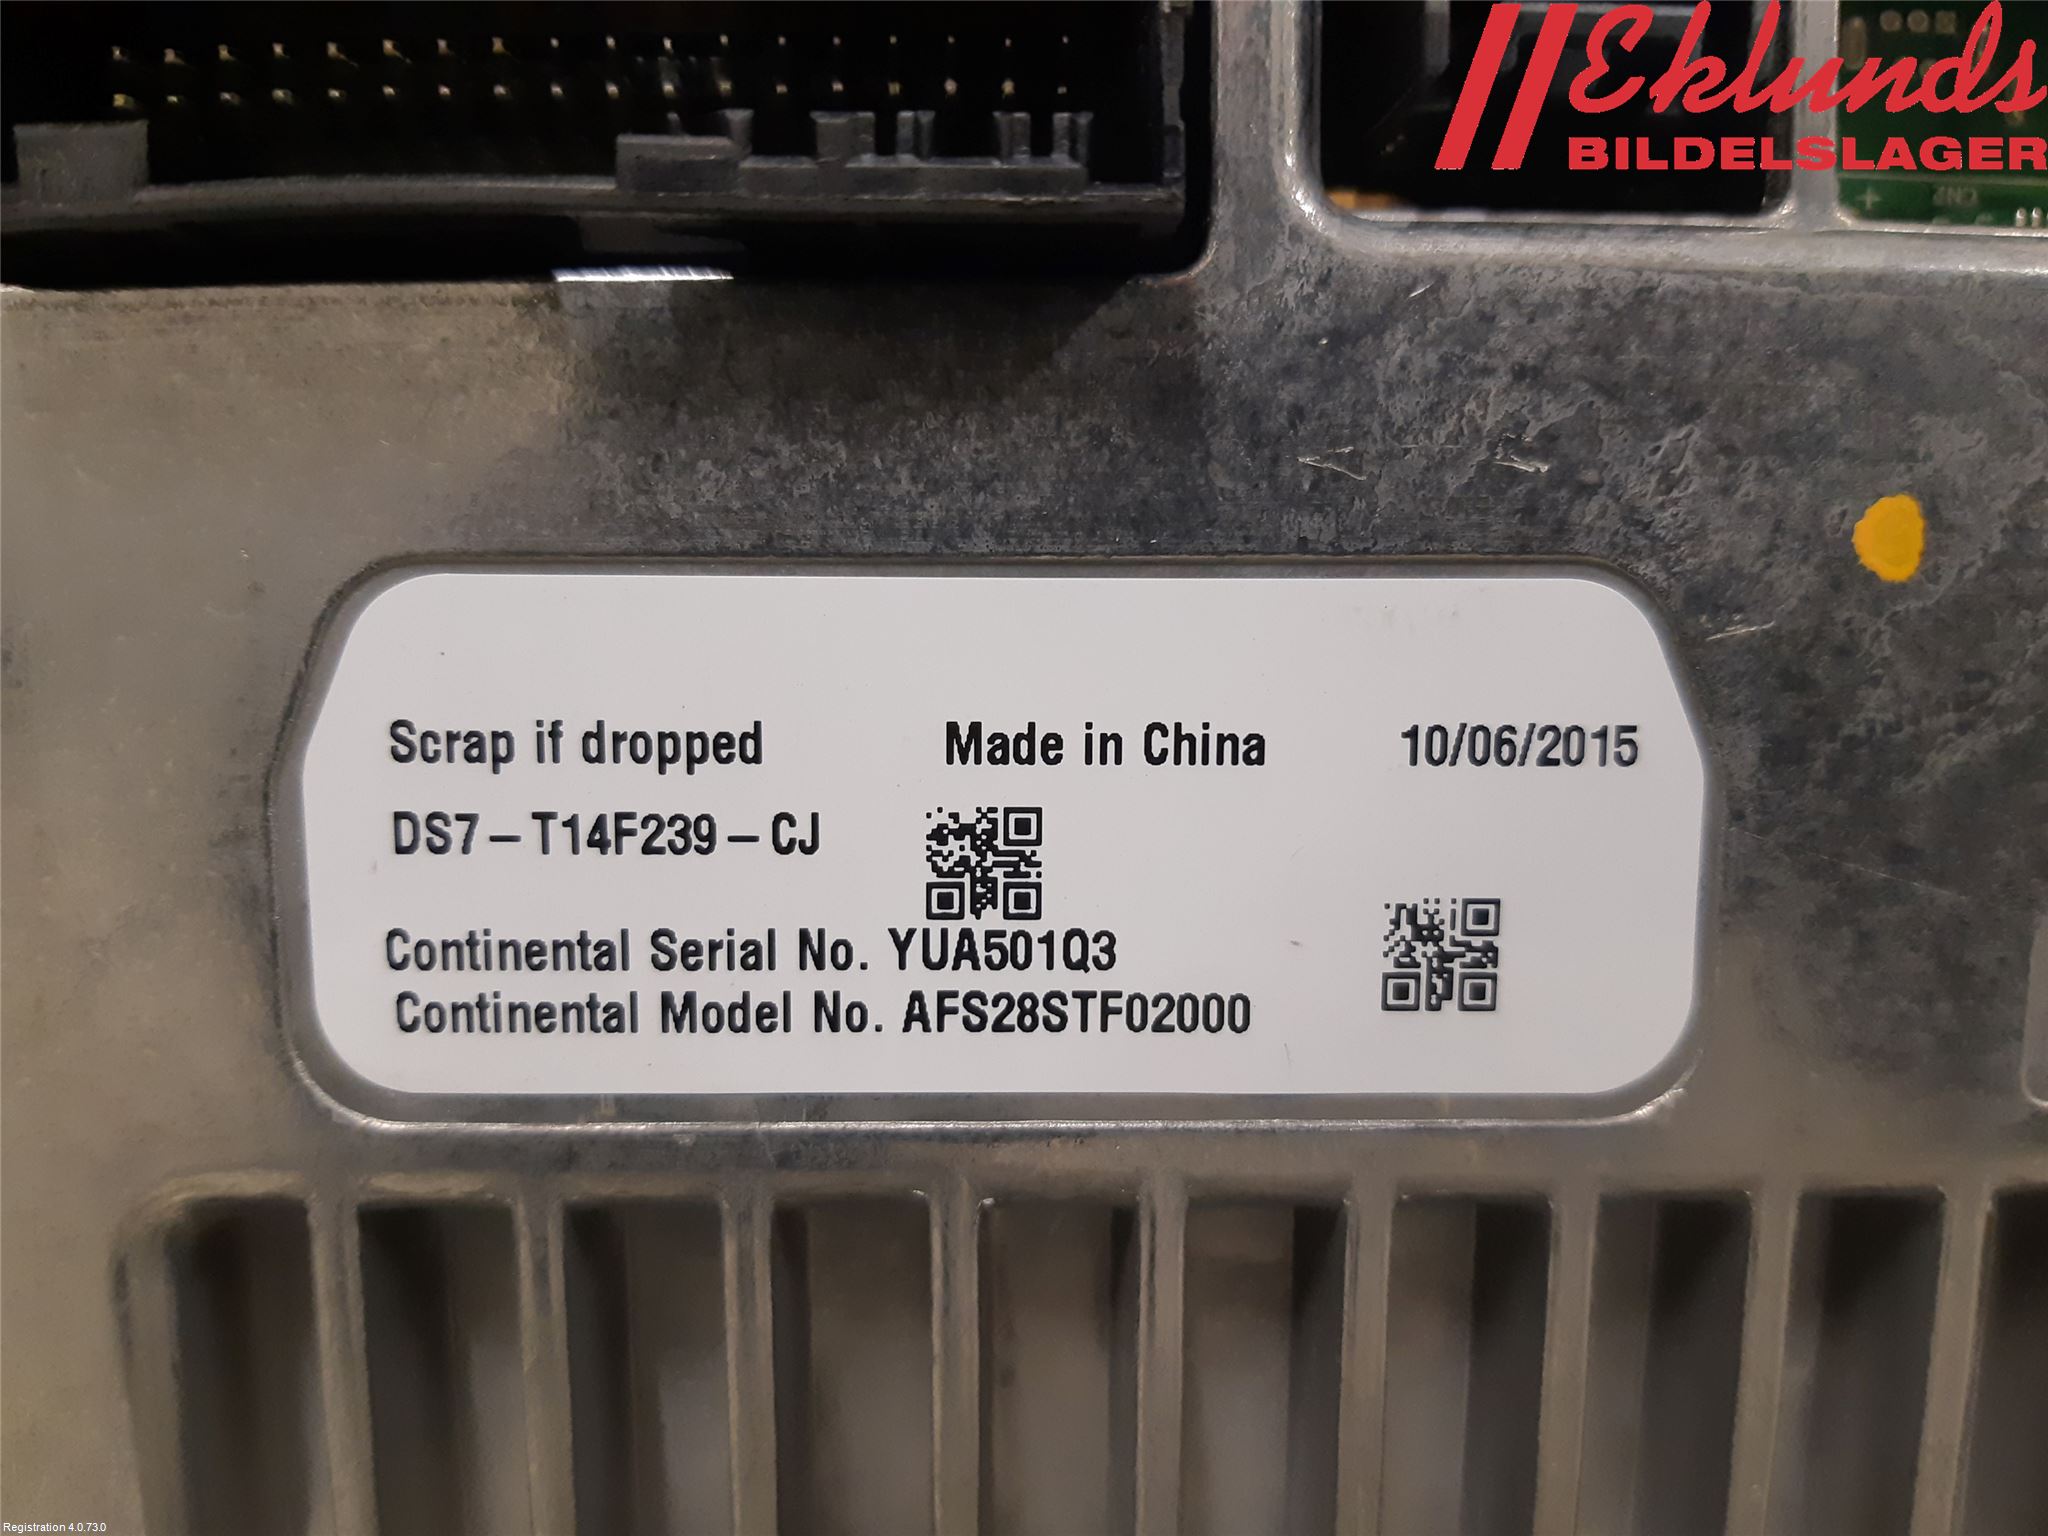 Eklunds
BILDELSLAGER
Scrap if dropped Made in China 10/06/2015
DS7-T14F239-CJ
Continental Serial No. YUA501Q3
Continental Model No. AFS28STF02000
Registration 4.0.73.0